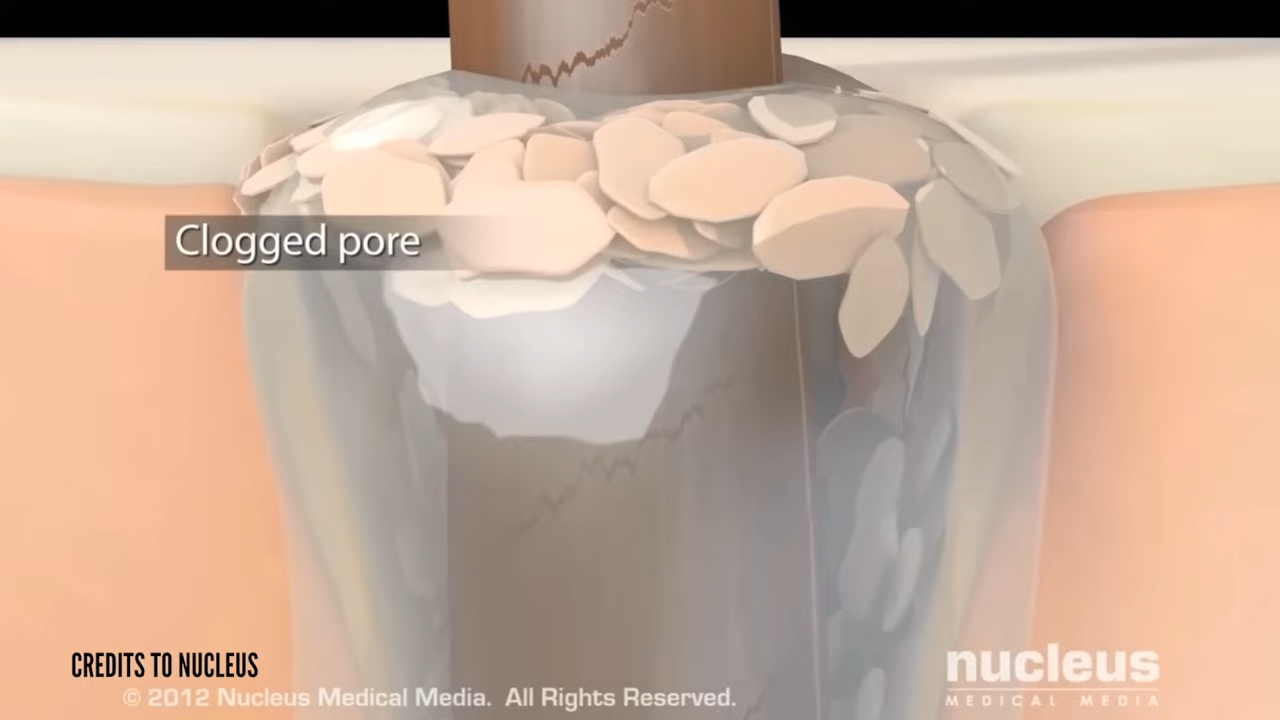 Clogged pore
CREDITS TO NUCLEUS
nucleus
MEDICAL MEDIA
© 2012 Nucleus Medical Media. All Rights Reserved.